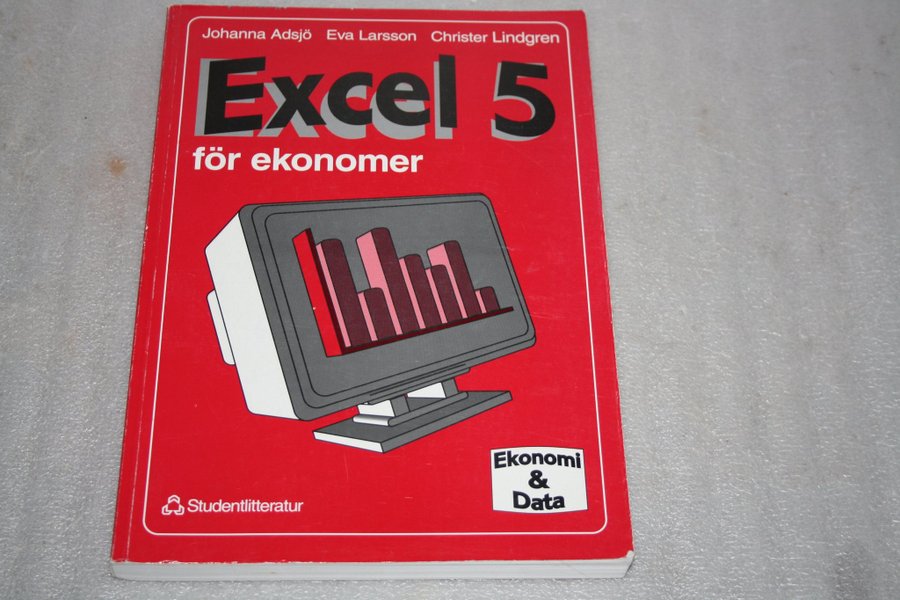 Johanna Adsjö Eva Larsson Christer Lindgren
Excel 5
för ekonomer
Ekonomi
&
Data
Studentlitteratur